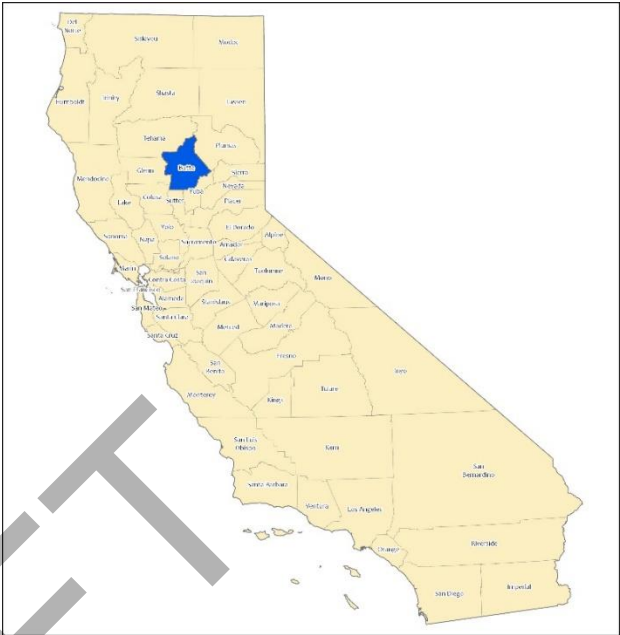 Del
Norte
Siskiyou
Modoc
Humboldt
Trinity
Shasta
Lassen
Tehama
Plumas
Butte
Glenn
Sierra
Mendocino
Nevada
Yuba
Colusa
Sutter
Placer
Lake
Yolo
El Dorado
Sonoma
Napa
Sacramento
Amador
Alpine
Solano
Calaveras
Marin
Contra Costa
San
Joaquin
Tuolumne
Mono
San Francisco
Alameda
San Mateo
Stanislaus
Mariposa
Santa Clara
Merced
Madera
Santa Cruz
Fresno
San
Benito
Inyo
Tulare
Monterey
Kings
San Luis
Obispo
Kern
San
Bernardino
Santa Barbara
Ventura
Los Angeles
Orange
Riverside
San Diego
Imperial